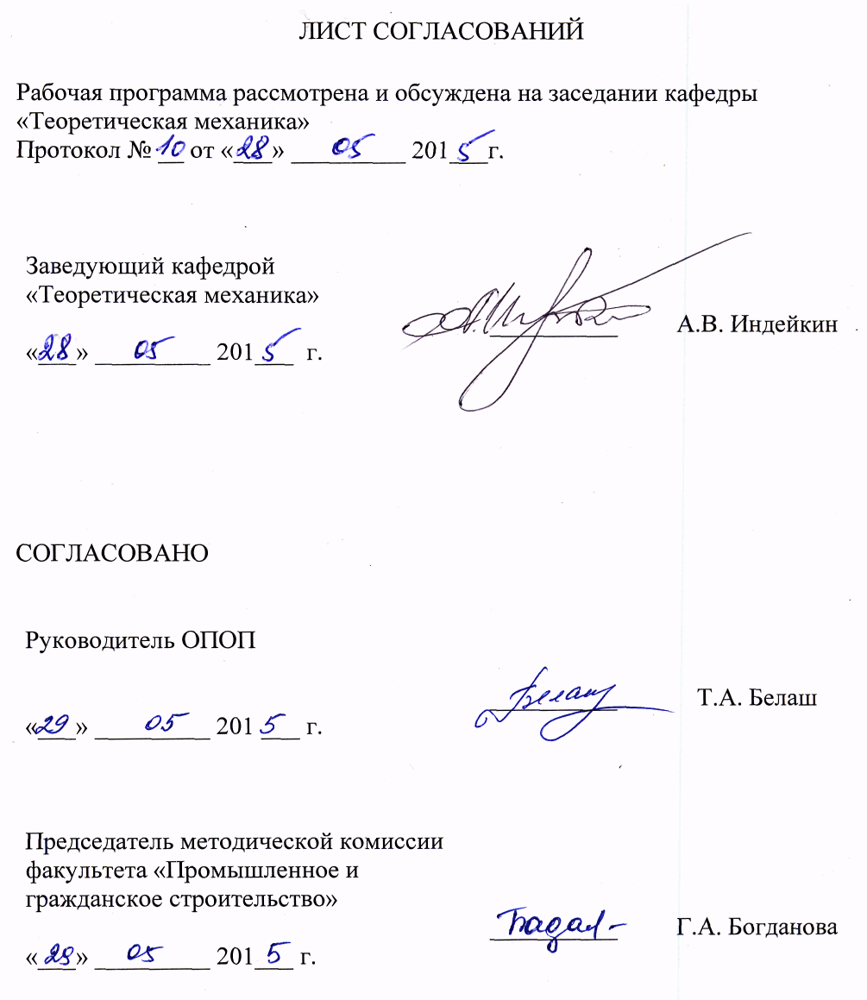 ЛИСТ СОГЛАСОВАНИЙ
Рабочая программа рассмотрена и обсуждена на заседании кафедры
«Теоретическая механика»
Протокол № 10 от «28» 05 2015 г.
Заведующий кафедрой
«Теоретическая механика»
А.В. Индейкин
«28» 05 2015 г.
СОГЛАСОВАНО
Руководитель ОПОП
Белаш Т.А. Белаш
«29» 05 2015 г.
Председатель методической комиссии
факультета «Промышленное и
гражданское строительство»
Г.А. Богданова
«29» 05 2015 г.